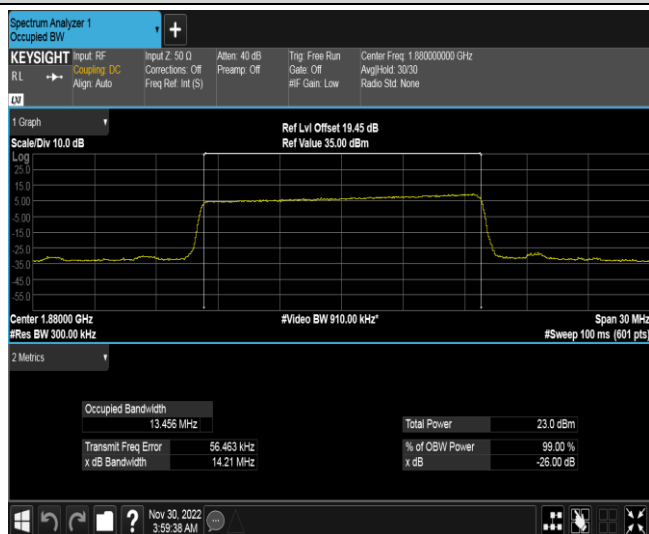 Spectrum Analyzer 1
Occupied BW
+
KEYSIGHT
R L
LXI
Input: RF
Coupling: DC
Align: Auto
Input Z: 50 Ω
Corrections: Off
Freq Ref: Int (S)
Atten: 40 dB
Preamp: Off
Trig: Free Run
Gate: Off
#IF Gain: Low
Center Freq: 1.880000000 GHz
Avg|Hold: 30/30
Radio Std: None
1 Graph
Scale/Div 10.0 dB
Ref Lvl Offset 19.45 dB
Ref Value 35.00 dBm
Log
25.0
15.0
5.00
-5.00
-15.0
-25.0
-35.0
-45.0
-55.0
Center 1.88000 GHz
#Res BW 300.00 kHz
#Video BW 910.00 kHz*
Span 30 MHz
#Sweep 100 ms (601 pts)
2 Metrics
Occupied Bandwidth
13.456 MHz
Total Power 23.0 dBm
Transmit Freq Error 56.463 kHz
% of OBW Power 99.00 %
x dB Bandwidth 14.21 MHz
x dB -26.00 dB
?
Nov 30, 2022
3:59:38 AM